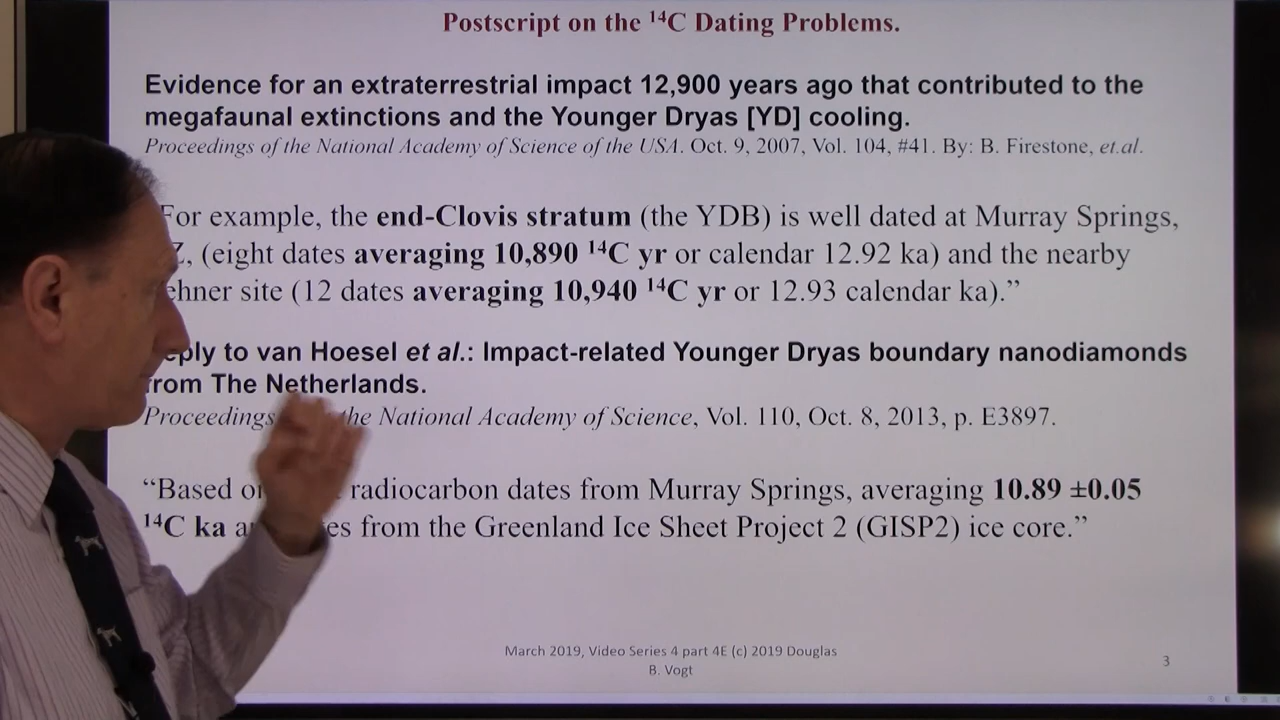 Postscript on the ¹⁴C Dating Problems.
Evidence for an extraterrestrial impact 12,900 years ago that contributed to the
megafaunal extinctions and the Younger Dryas [YD] cooling.
Proceedings of the National Academy of Science of the USA. Oct. 9, 2007, Vol. 104, #41. By: B. Firestone, et.al.
For example, the end-Clovis stratum (the YDB) is well dated at Murray Springs,
(eight dates averaging 10,890 ¹⁴C yr or calendar 12.92 ka) and the nearby
site (12 dates averaging 10,940 ¹⁴C yr or 12.93 calendar ka).”
to van Hoesel et al.: Impact-related Younger Dryas boundary nanodiamonds
from The Netherlands.
Proceedings the National Academy of Science, Vol. 110, Oct. 8, 2013, p. E3897.
“Based radiocarbon dates from Murray Springs, averaging 10.89 ±0.05
¹⁴C ka from the Greenland Ice Sheet Project 2 (GISP2) ice core.”
March 2019, Video Series 4 part 4E (c) 2019 Douglas
B. Vogt
3